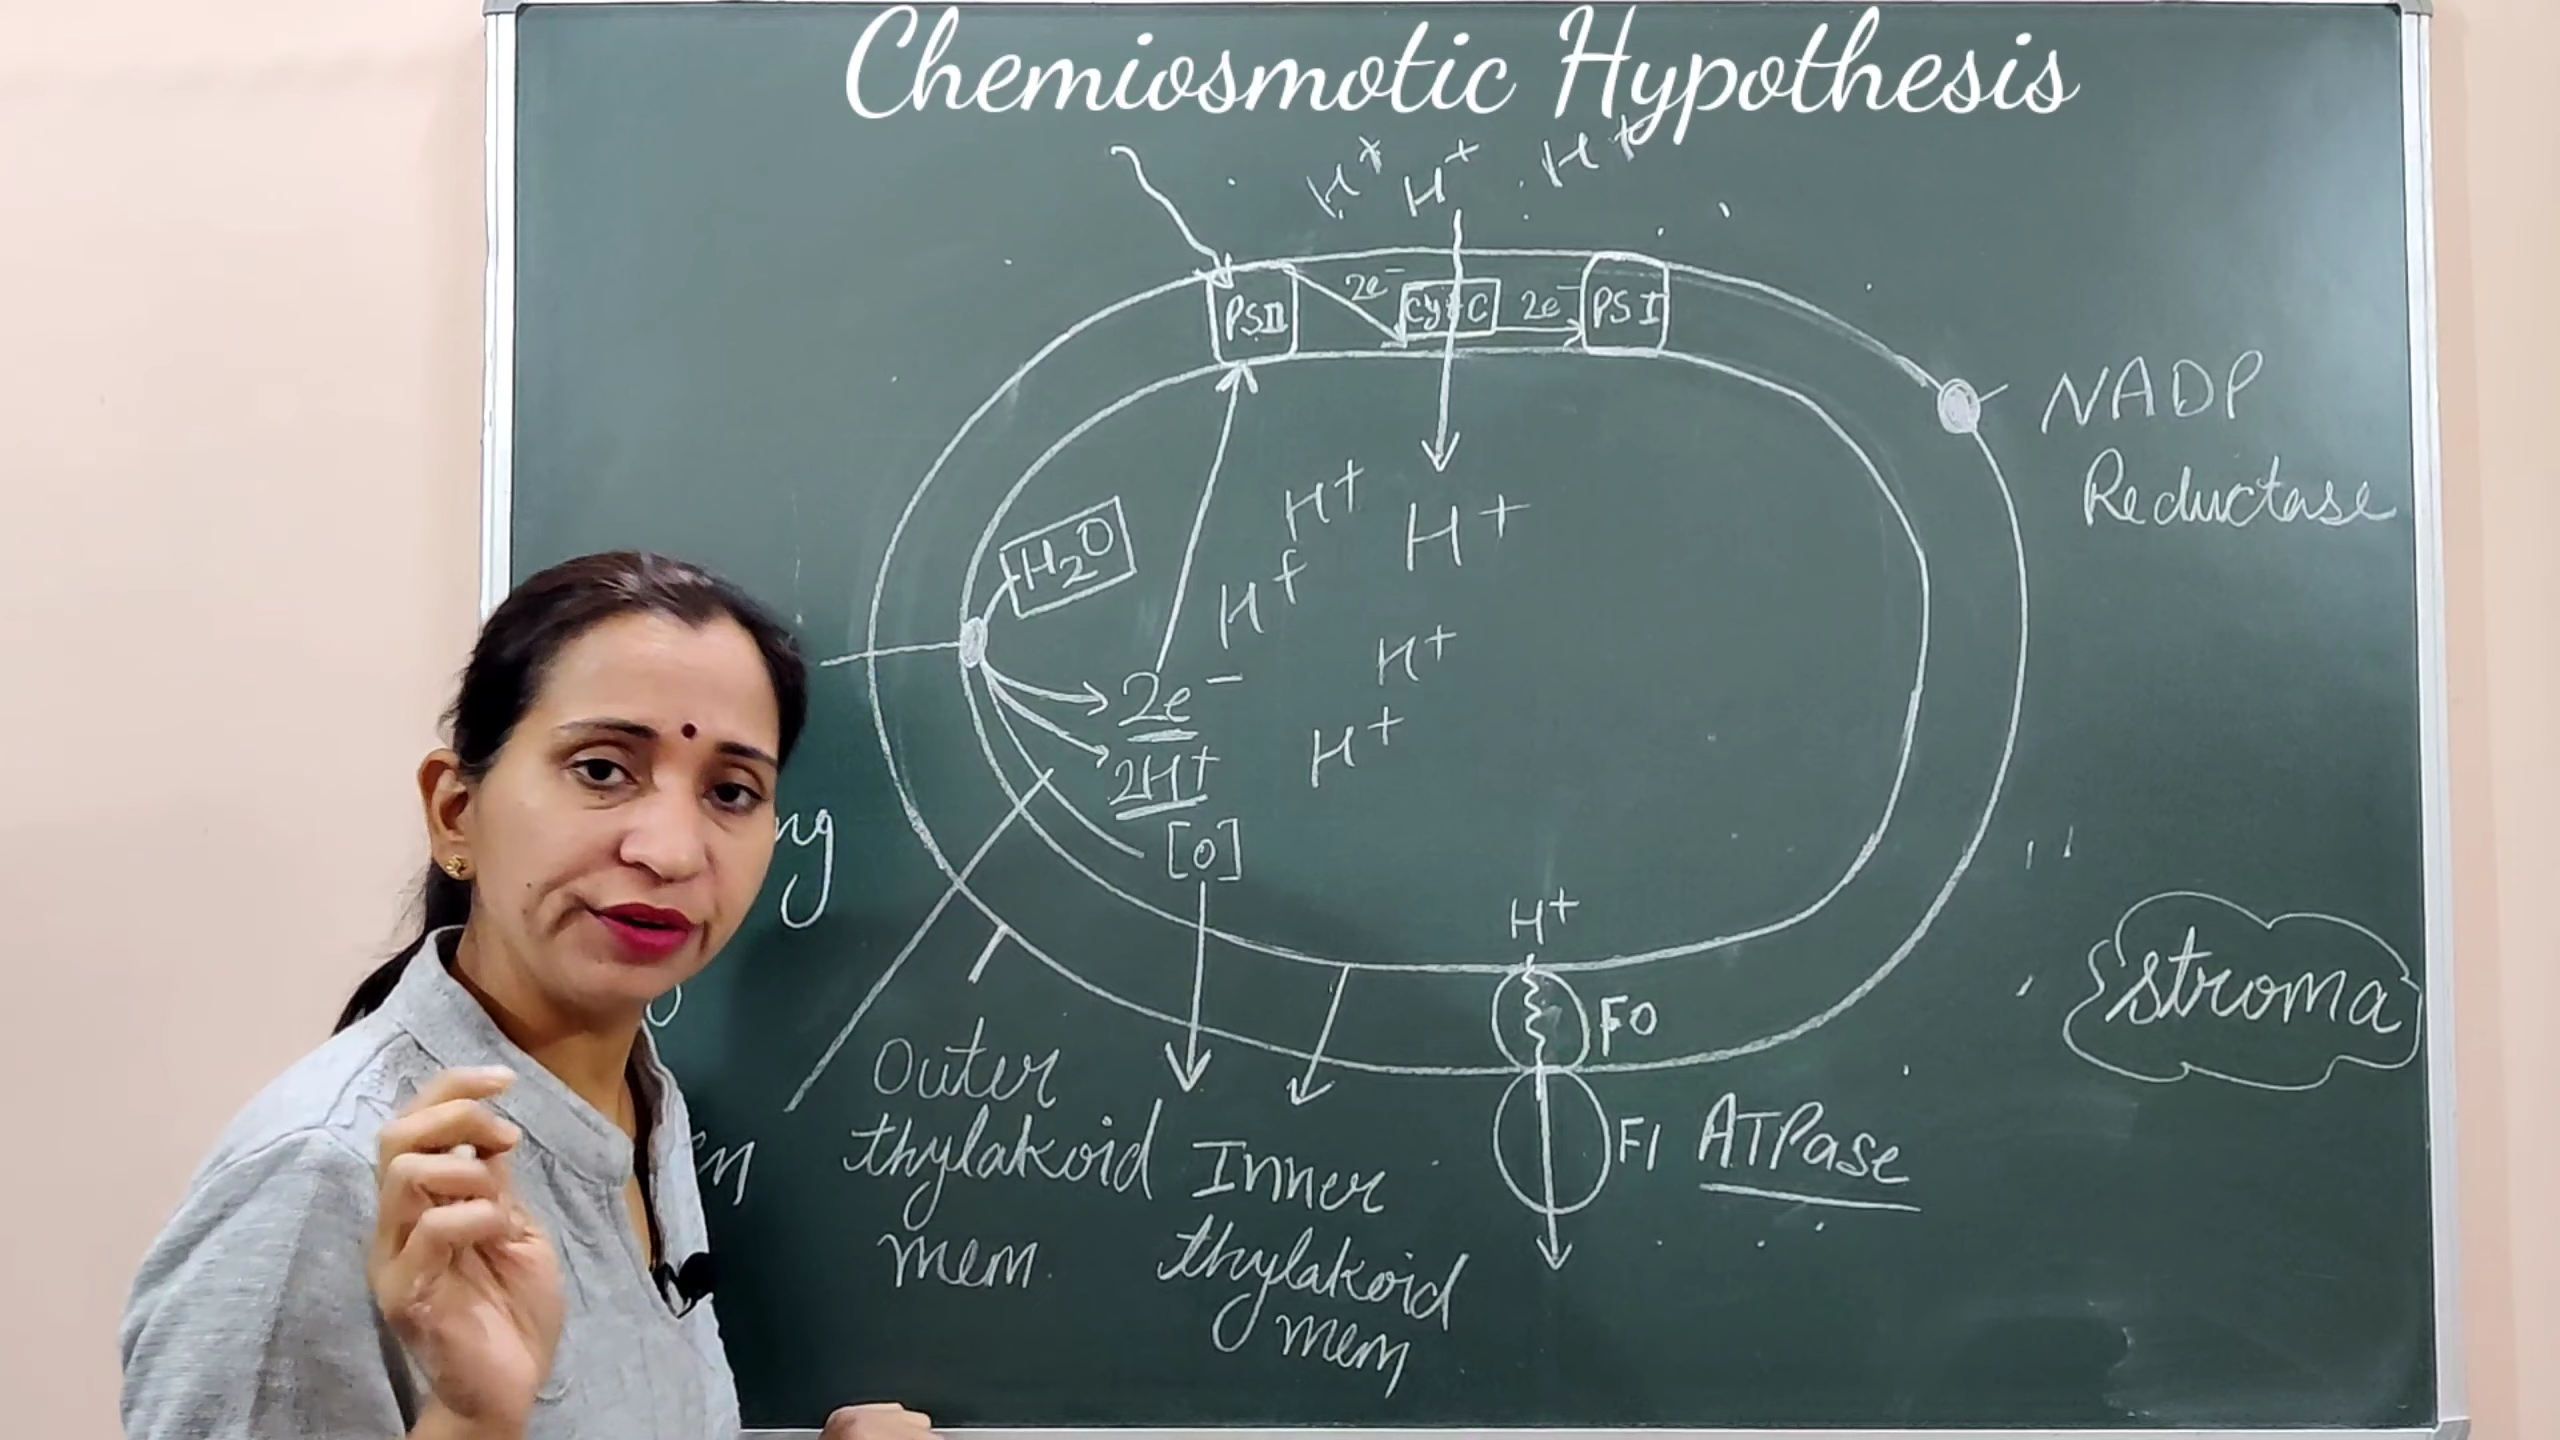 Chemiosmotic Hypothesis
H+ H+ H+
PSII 2e- Cyt C 2e- PS I
NADP
Reductase
H2O
H+
H+
H+
2e-
H+
2H+
H+
[O]
H+
stroma
F0
Outer
thylakoid
mem
Inner
thylakoid
mem
F1 ATPase